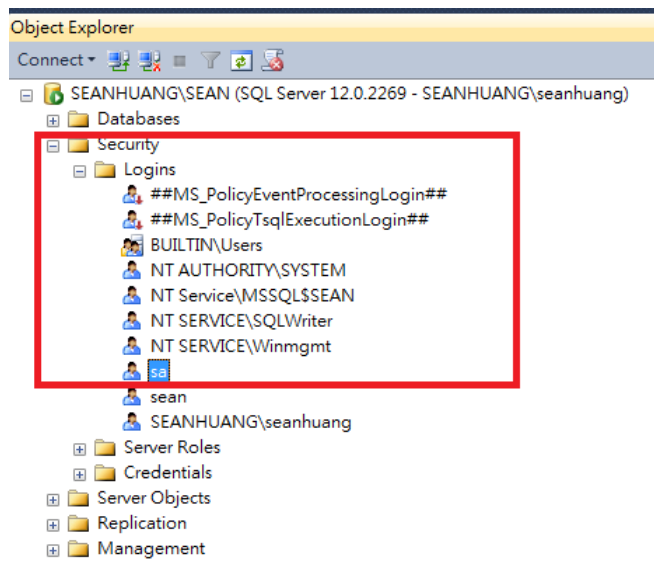 Object Explorer
Connect
SEANHUANG\SEAN (SQL Server 12.0.2269 - SEANHUANG\seanhuang)
Databases
Security
Logins
##MS_PolicyEventProcessingLogin##
##MS_PolicyTsqlExecutionLogin##
BUILTIN\Users
NT AUTHORITY\SYSTEM
NT Service\MSSQL$SEAN
NT SERVICE\SQLWriter
NT SERVICE\Winmgmt
sa
sean
SEANHUANG\seanhuang
Server Roles
Credentials
Server Objects
Replication
Management